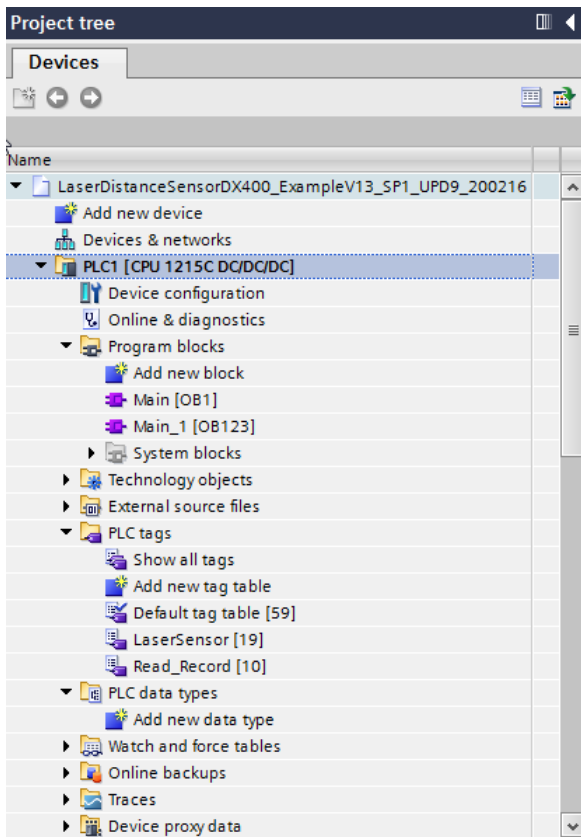 Project tree
Devices
Name
LaserDistanceSensorDX400_ExampleV13_SP1_UPD9_200216
Add new device
Devices & networks
PLC1 [CPU 1215C DC/DC/DC]
Device configuration
Online & diagnostics
Program blocks
Add new block
Main [OB1]
Main_1 [OB123]
System blocks
Technology objects
External source files
PLC tags
Show all tags
Add new tag table
Default tag table [59]
LaserSensor [19]
Read_Record [10]
PLC data types
Add new data type
Watch and force tables
Online backups
Traces
Device proxy data